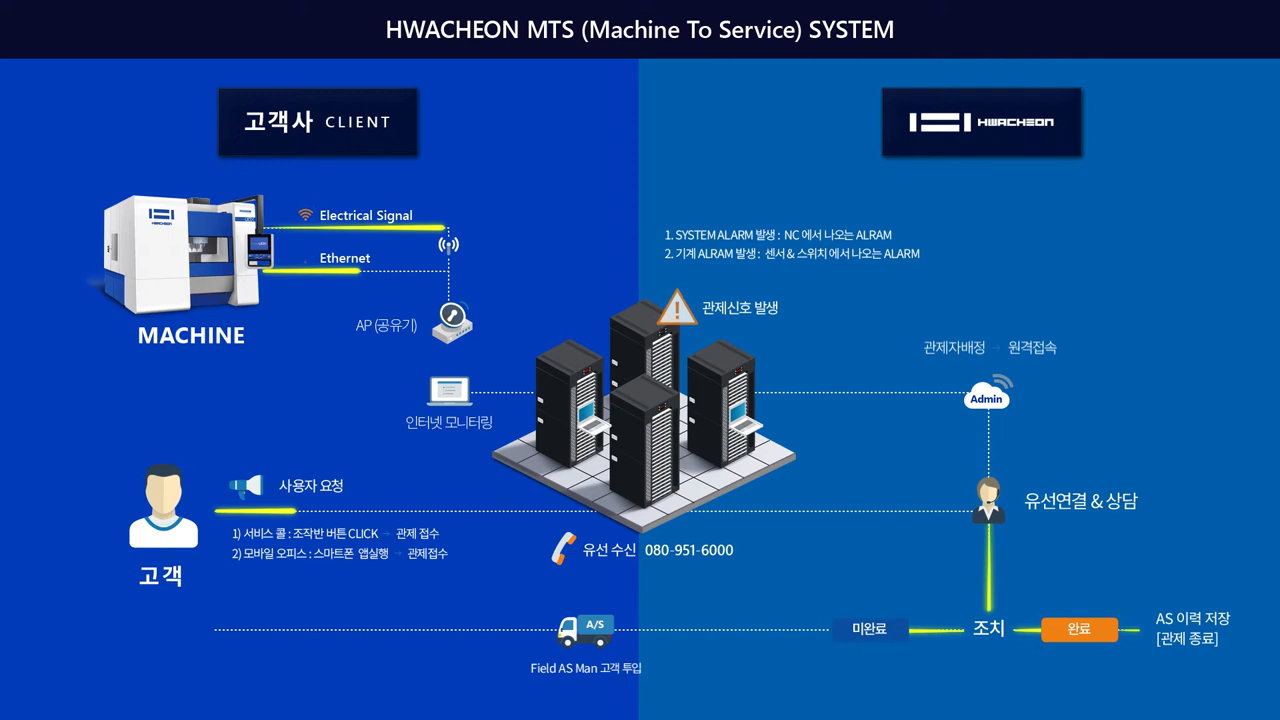 HWACHEON MTS (Machine To Service) SYSTEM
고객사 CLIENT
HWACHEON
HWACHEON
Electrical Signal
Ethernet
MACHINE
AP (공유기)
1. SYSTEM ALARM 발생 : NC 에서 나오는 ALRAM
2. 기계 ALRAM 발생 : 센서 & 스위치 에서 나오는 ALARM
관제신호 발생
관제자배정 → 원격접속
Admin
인터넷 모니터링
사용자 요청
1) 서비스 콜 : 조작반 버튼 CLICK → 관제 접수
2) 모바일 오피스 : 스마트폰 앱실행 → 관제접수
고객
유선연결 & 상담
유선 수신 080-951-6000
A/S
Field AS Man 고객 투입
미완료
조치
완료
AS 이력 저장
[관제 종료]